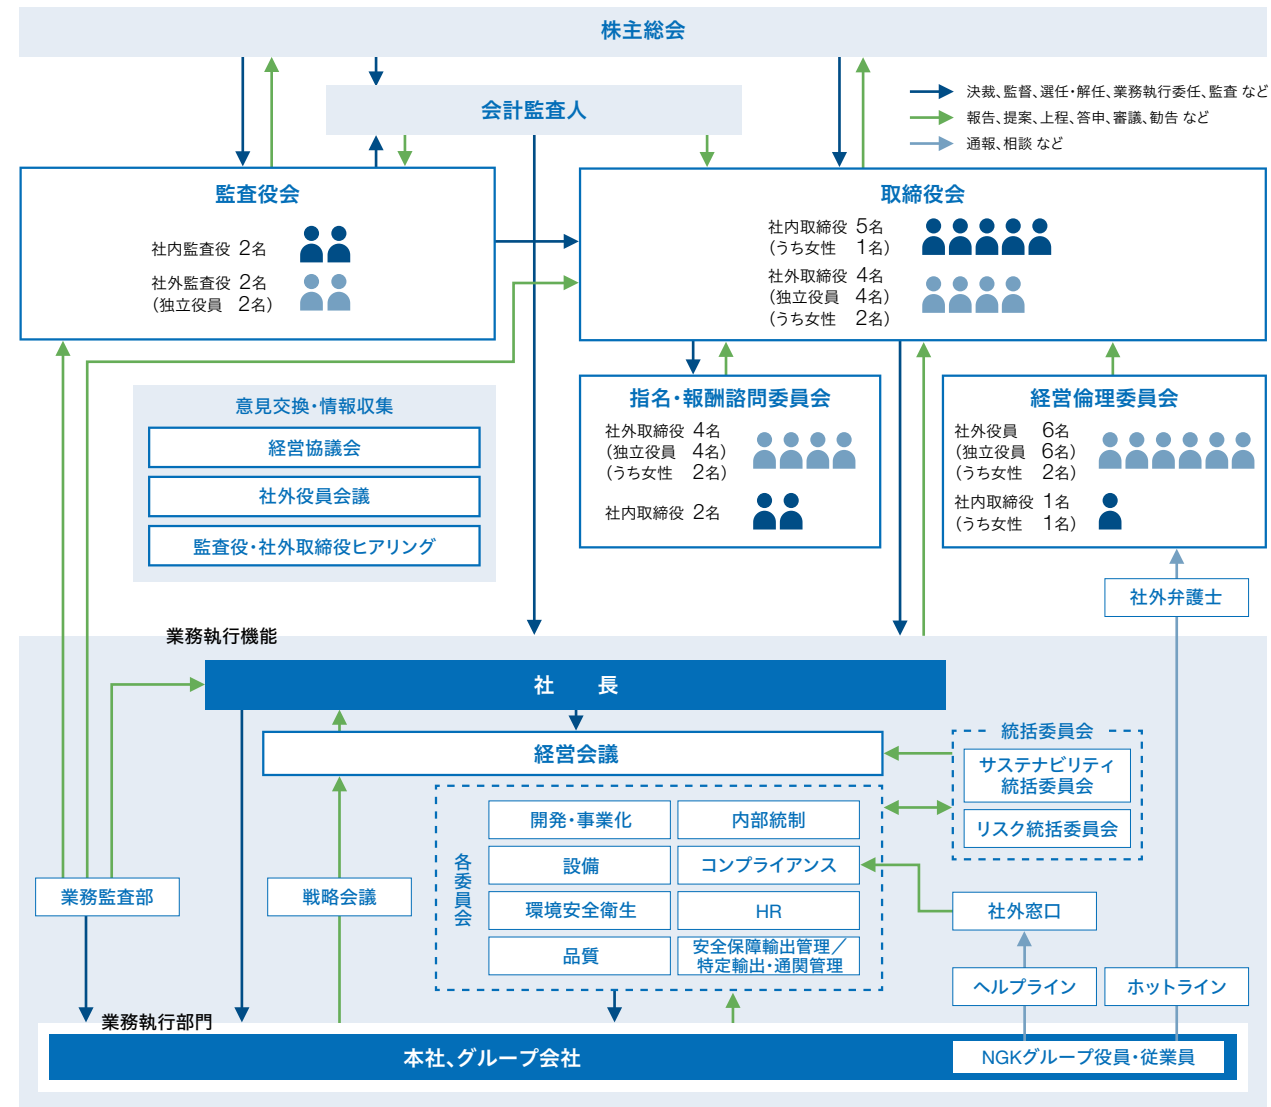 株主総会
会計監査人
決裁、監督、選任・解任、業務執行委任、監査 など
報告、提案、上程、答申、審議、勧告 など
通報、相談 など
監査役会
社内監査役 2名
社外監査役 2名
(独立役員 2名)
取締役会
社内取締役 5名
(うち女性 1名)
社外取締役 4名
(独立役員 4名)
(うち女性 2名)
意見交換・情報収集
経営協議会
社外役員会議
監査役・社外取締役ヒアリング
指名・報酬諮問委員会
社外取締役 4名
(独立役員 4名)
(うち女性 2名)
社内取締役 2名
経営倫理委員会
社外役員 6名
(独立役員 6名)
(うち女性 2名)
社内取締役 1名
(うち女性 1名)
社外弁護士
業務執行機能
社 長
経営会議
統括委員会
サステナビリティ
統括委員会
リスク統括委員会
各委員会
開発・事業化
内部統制
設備
コンプライアンス
環境安全衛生
HR
品質
安全保障輸出管理/
特定輸出・通関管理
業務監査部
戦略会議
社外窓口
ヘルプライン
ホットライン
業務執行部門
本社、グループ会社
NGKグループ役員・従業員